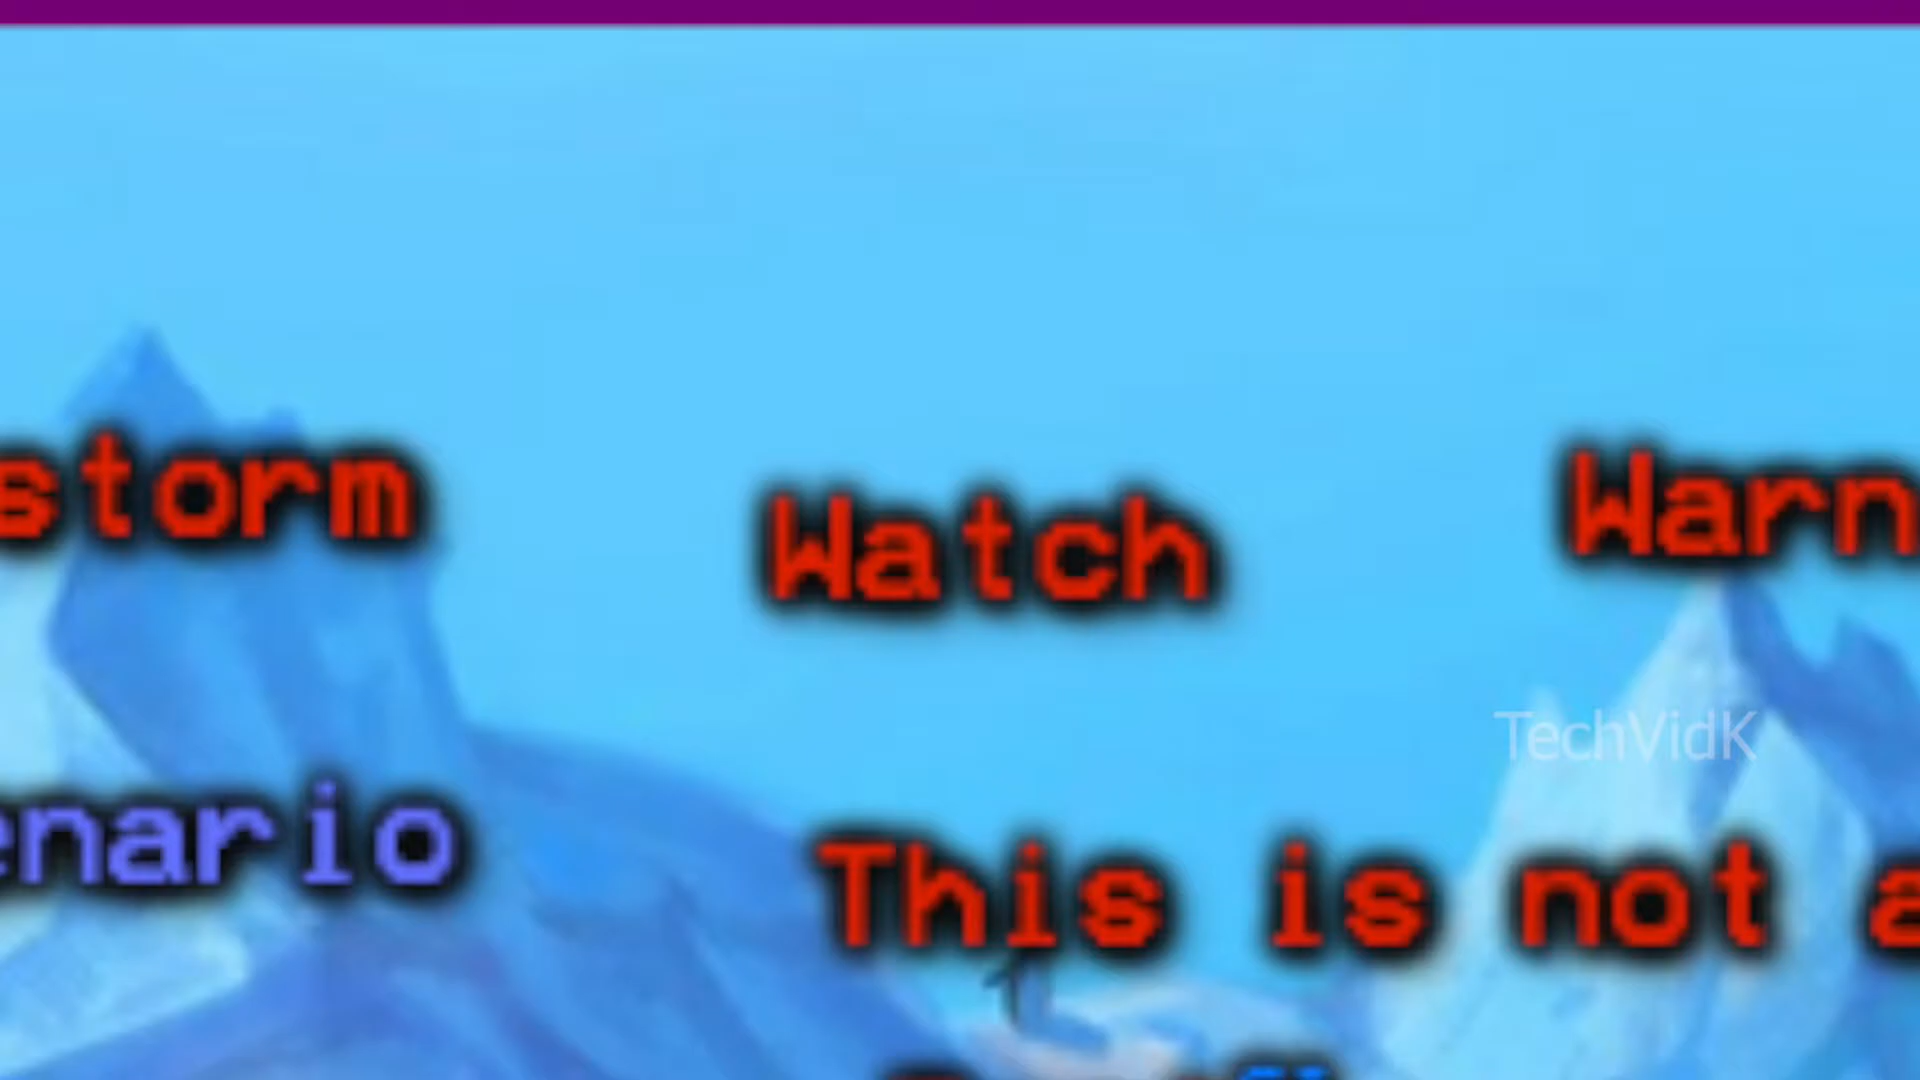 storm Watch Warn
TechVidK
enario This is not a